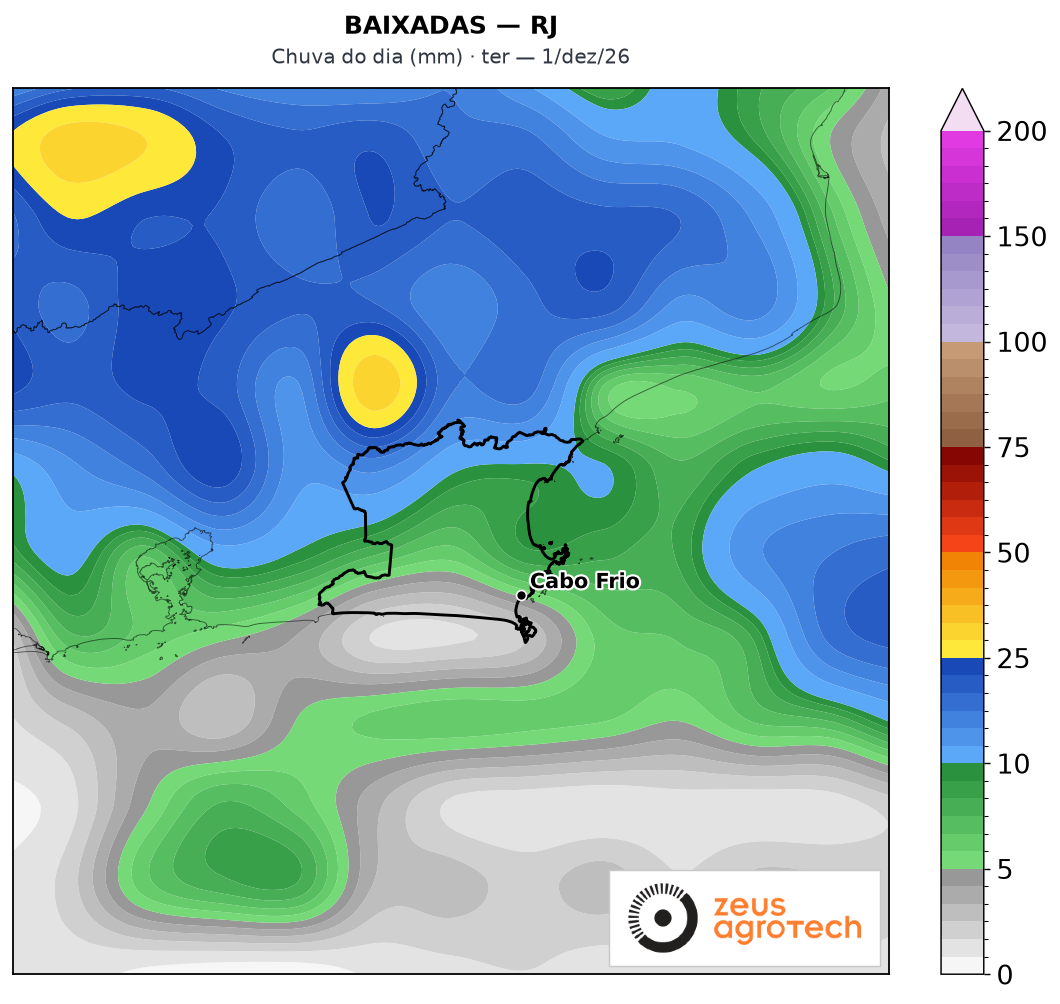 BAIXADAS — RJ
Chuva do dia (mm) · ter — 1/dez/26
200
150
100
75
50
25
10
5
0
Cabo Frio
zeus
agroTech